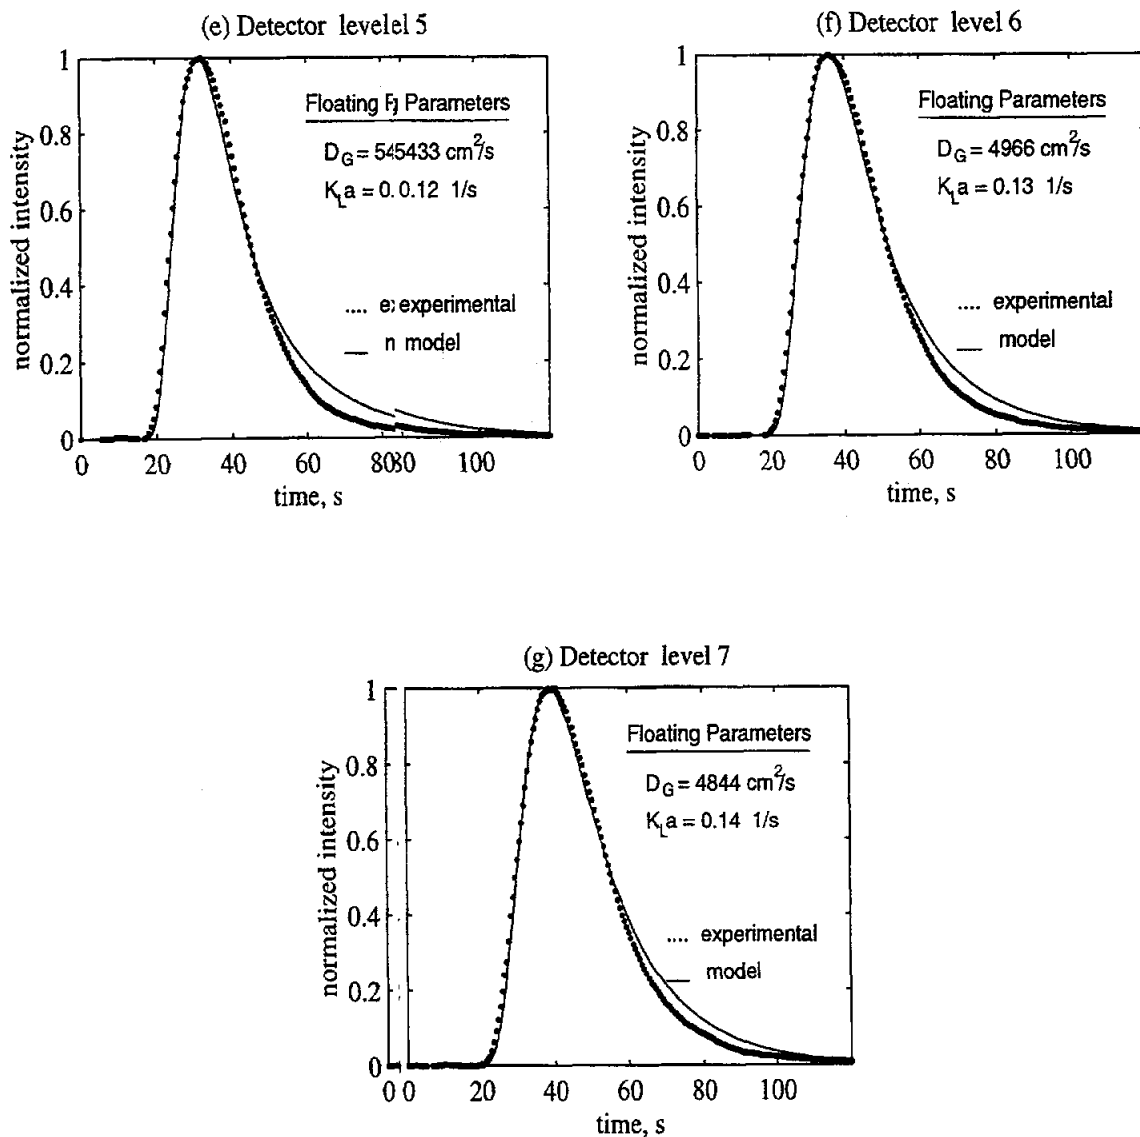 (e) Detector levelel 5
1
0.8
0.6
0.4
0.2
0
normalized intensity
Floating F Parameters
D_G = 545433 cm²/s
K_L a = 0.0.12 1/s
.... e: experimental
n model
0 20 40 60 8080 100
time, s
(f) Detector level 6
1
0.8
0.6
0.4
0.2
0
normalized intensity
Floating Parameters
D_G = 4966 cm²/s
K_L a = 0.13 1/s
.... experimental
model
0 20 40 60 80 100
time, s
(g) Detector level 7
1
0.8
0.6
0.4
0.2
0
normalized intensity
Floating Parameters
D_G = 4844 cm²/s
K_L a = 0.14 1/s
.... experimental
model
0 0 20 40 60 80 100
time, s